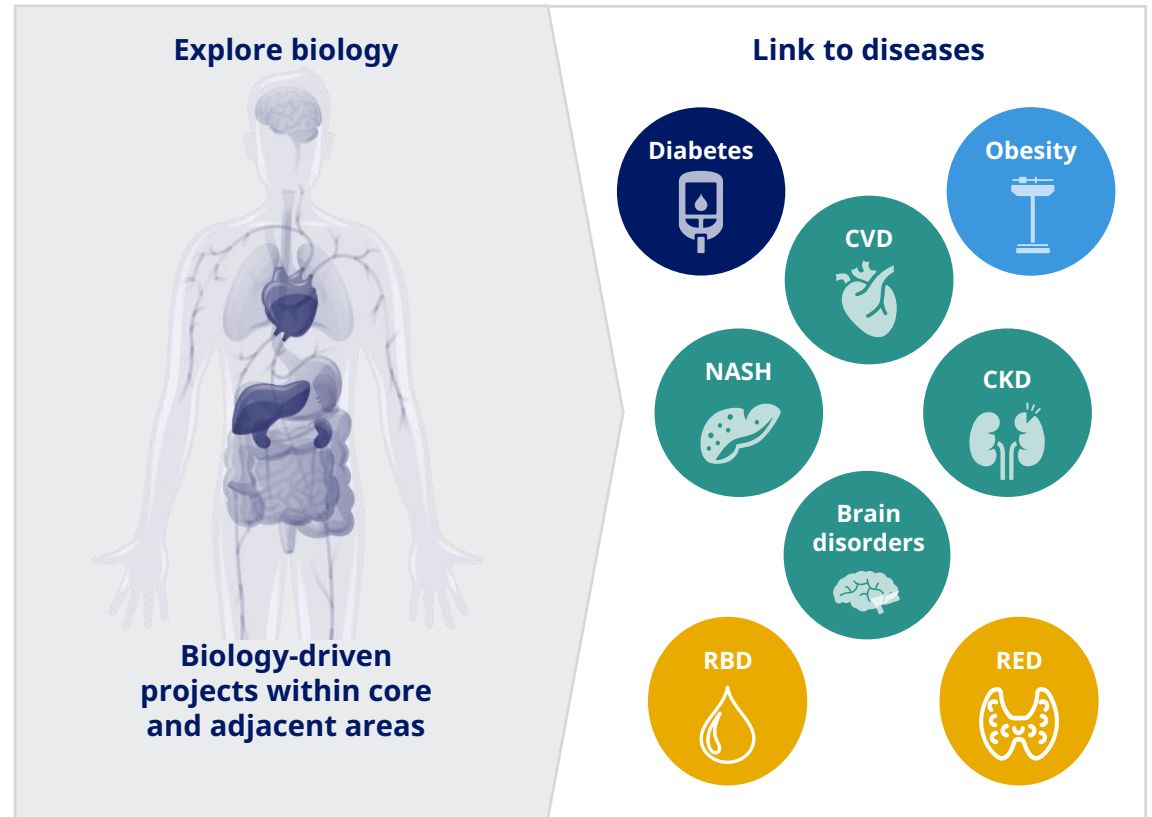 Explore biology
Biology-driven
projects within core
and adjacent areas
Link to diseases
Diabetes
Obesity
CVD
NASH
CKD
Brain
disorders
RBD
RED